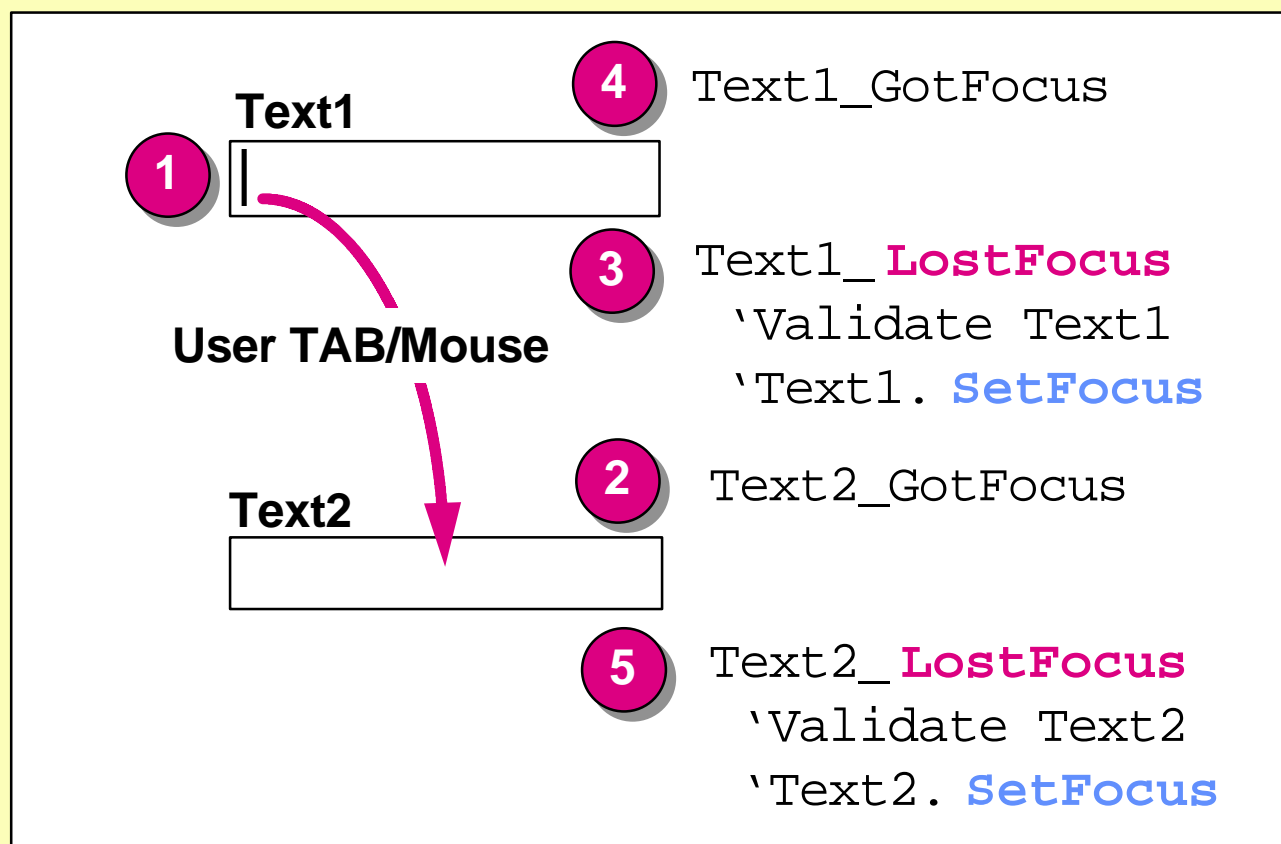 4 Text1_GotFocus
Text1
1
3 Text1_LostFocus
‘Validate Text1
‘Text1. SetFocus
User TAB/Mouse
2 Text2_GotFocus
Text2
5 Text2_LostFocus
‘Validate Text2
‘Text2. SetFocus